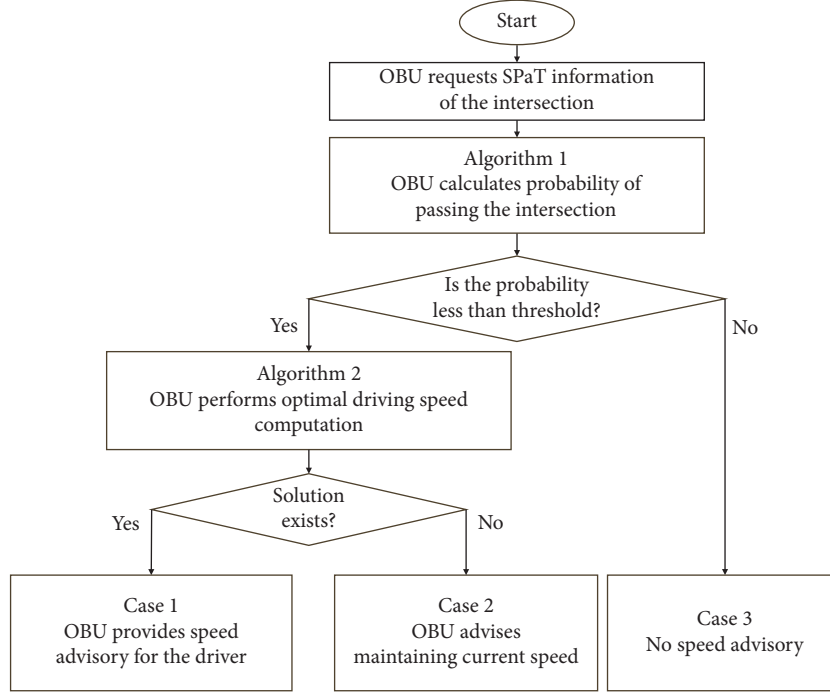 Start
OBU requests SPaT information
of the intersection
Algorithm 1
OBU calculates probability of
passing the intersection
Is the probability
less than threshold?
Yes
No
Algorithm 2
OBU performs optimal driving speed
computation
Solution
exists?
Yes
No
Case 1
OBU provides speed
advisory for the driver
Case 2
OBU advises
maintaining current speed
Case 3
No speed advisory